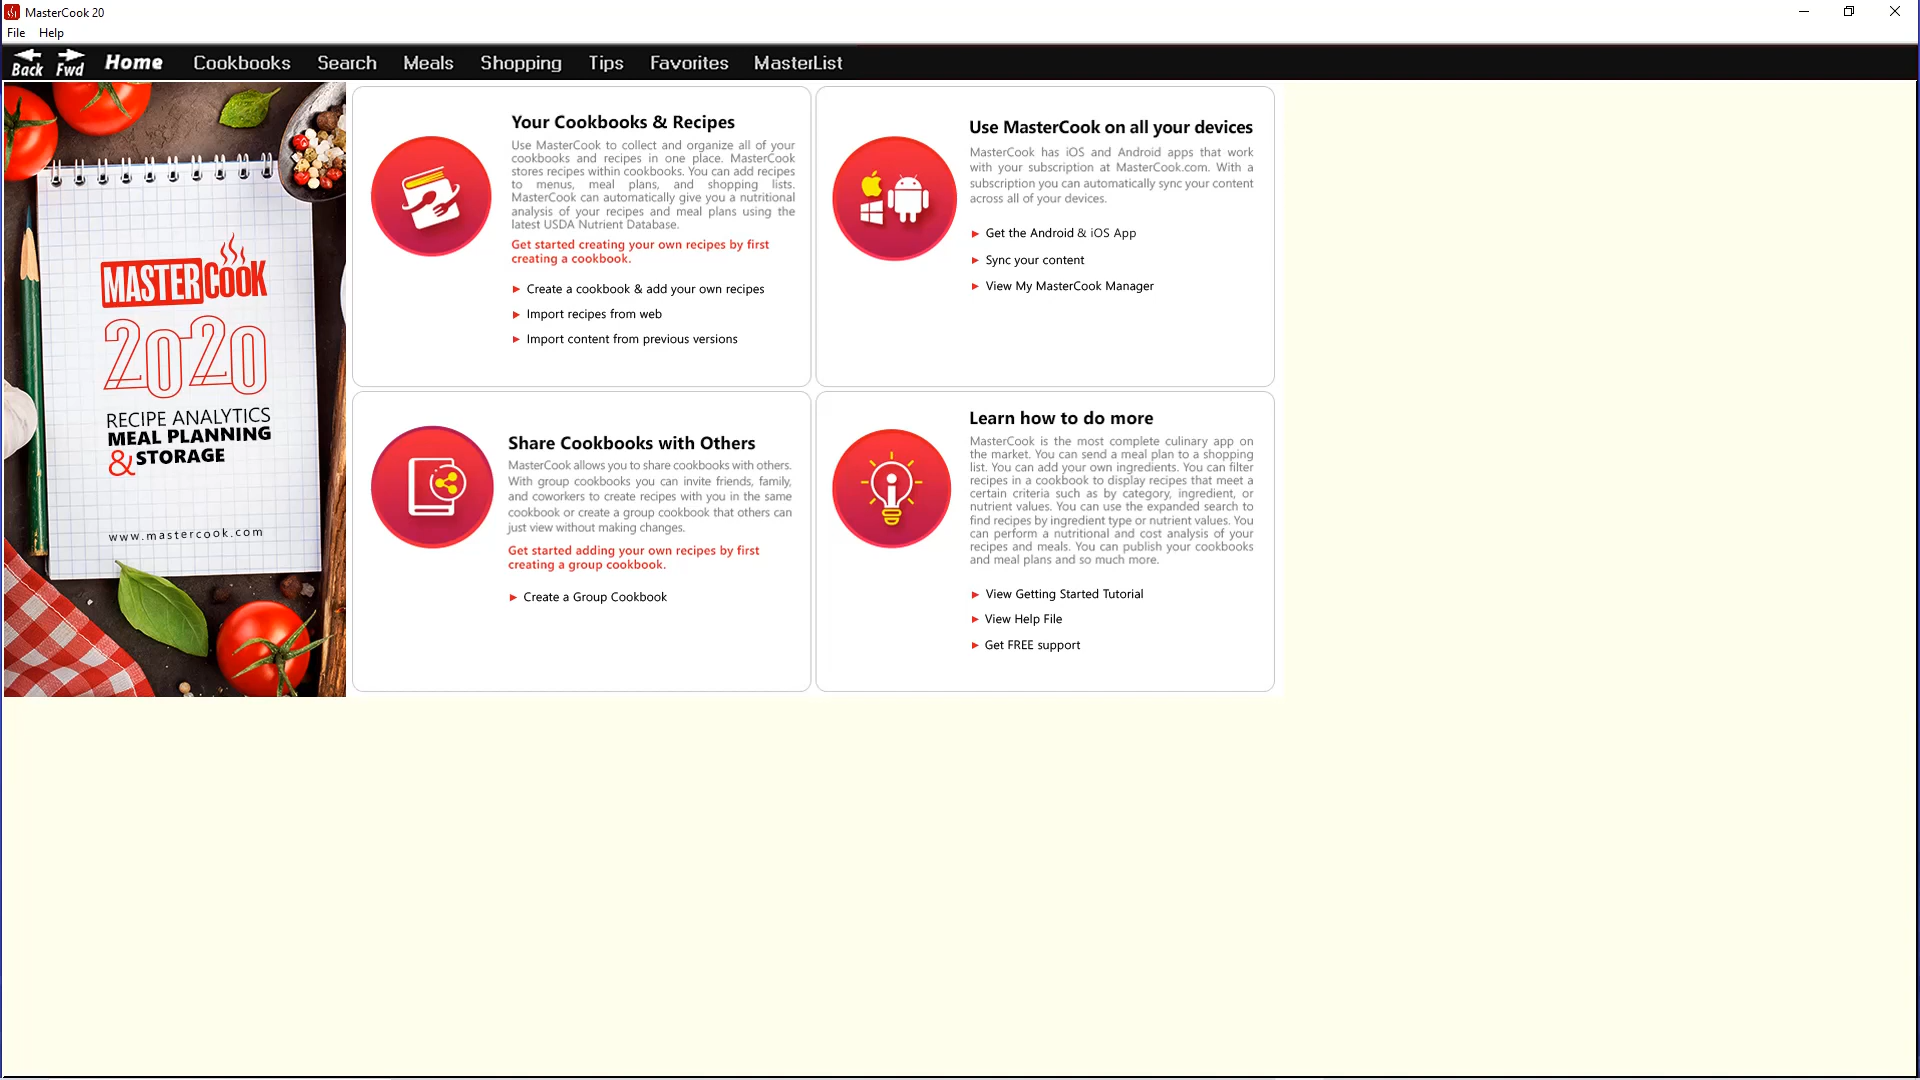 MasterCook 20
File Help
Back Fwd Home Cookbooks Search Meals Shopping Tips Favorites MasterList
MASTERCOOK
2020
RECIPE ANALYTICS
MEAL PLANNING
& STORAGE
www.mastercook.com
Your Cookbooks & Recipes
Use MasterCook to collect and organize all of your
cookbooks and recipes in one place. MasterCook
stores recipes within cookbooks. You can add recipes
to menus, meal plans, and shopping lists.
MasterCook can automatically give you a nutritional
analysis of your recipes and meal plans using the
latest USDA Nutrient Database.
Get started creating your own recipes by first
creating a cookbook.
Create a cookbook & add your own recipes
Import recipes from web
Import content from previous versions
Use MasterCook on all your devices
MasterCook has iOS and Android apps that work
with your subscription at MasterCook.com. With a
subscription you can automatically sync your content
across all of your devices.
Get the Android & iOS App
Sync your content
View My MasterCook Manager
Share Cookbooks with Others
MasterCook allows you to share cookbooks with others.
With group cookbooks you can invite friends, family,
and coworkers to create recipes with you in the same
cookbook or create a group cookbook that others can
just view without making changes.
Get started adding your own recipes by first
creating a group cookbook.
Create a Group Cookbook
Learn how to do more
MasterCook is the most complete culinary app on
the market. You can send a meal plan to a shopping
list. You can add your own ingredients. You can filter
recipes in a cookbook to display recipes that meet a
certain criteria such as by category, ingredient, or
nutrient values. You can use the expanded search to
find recipes by ingredient type or nutrient values. You
can perform a nutritional and cost analysis of your
recipes and meals. You can publish your cookbooks
and meal plans and so much more.
View Getting Started Tutorial
View Help File
Get FREE support